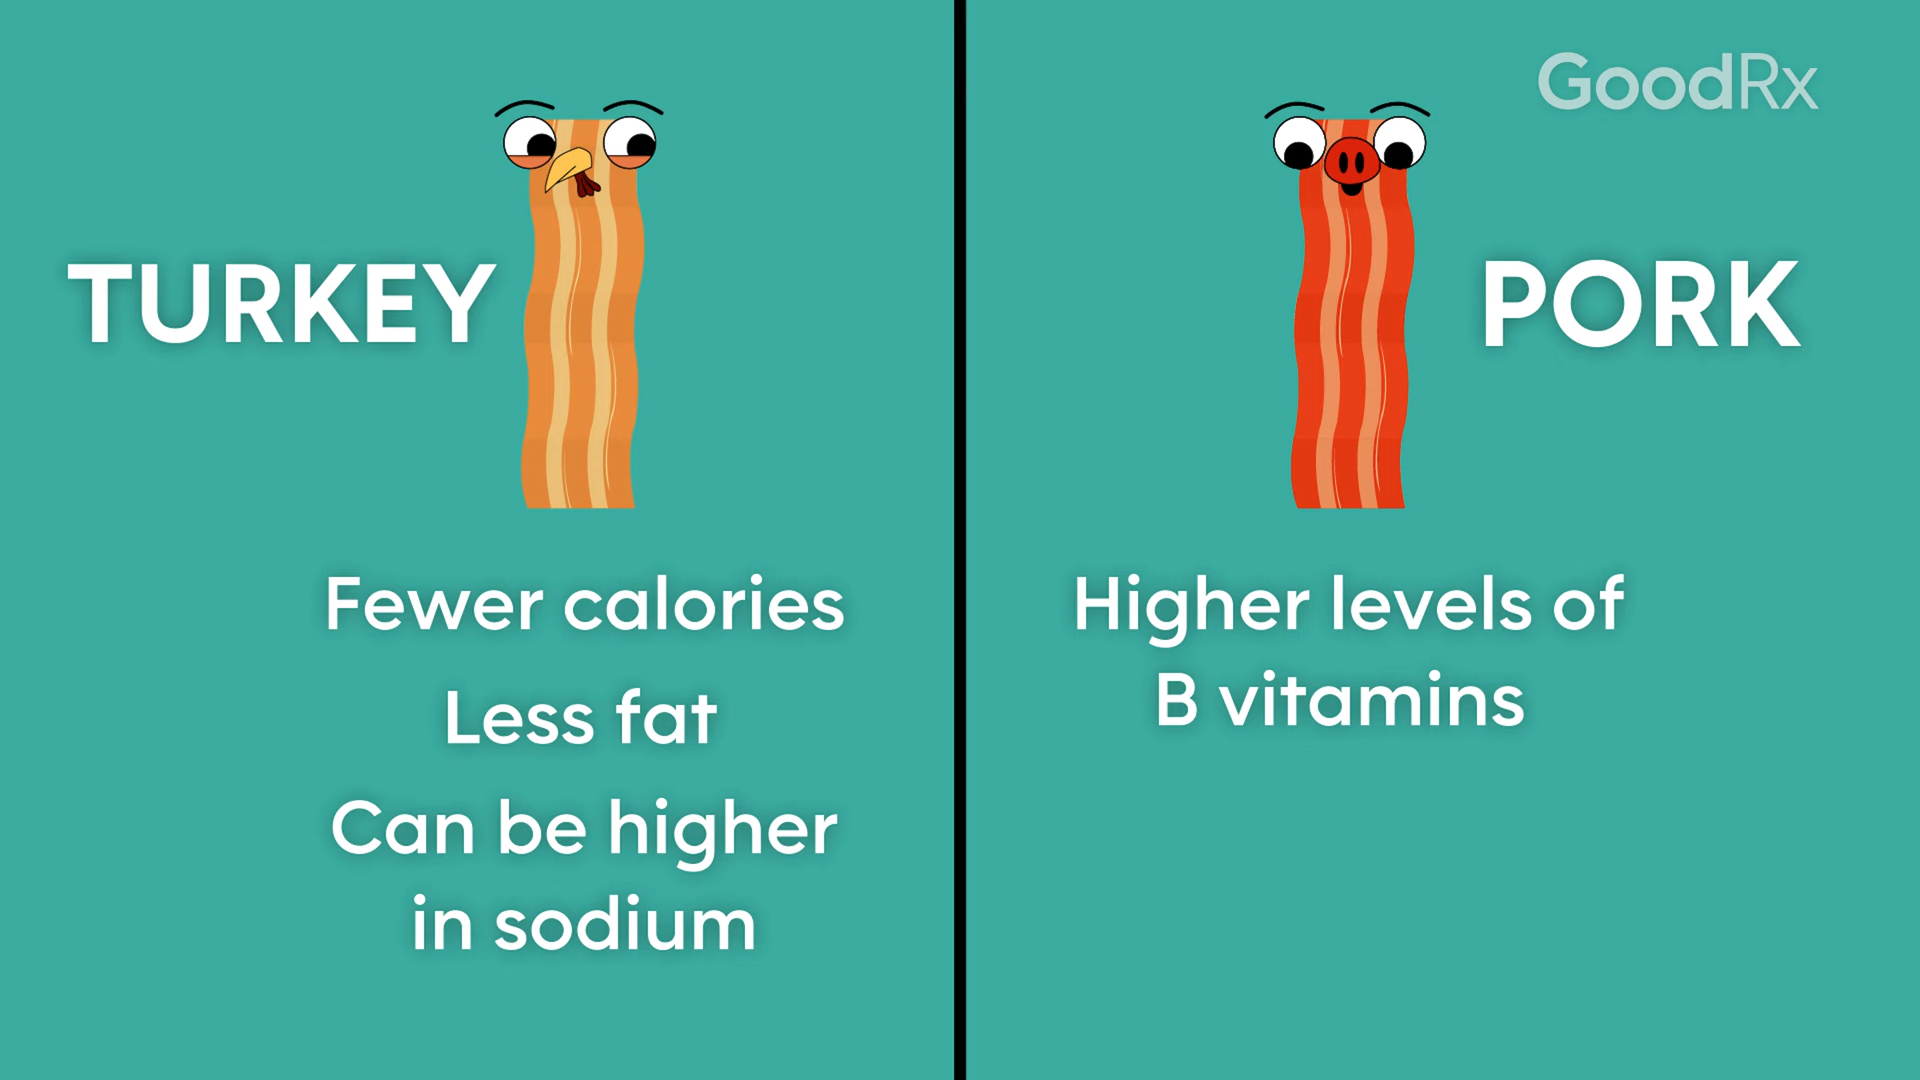 GoodRx
TURKEY
Fewer calories
Less fat
Can be higher
in sodium
PORK
Higher levels of
B vitamins